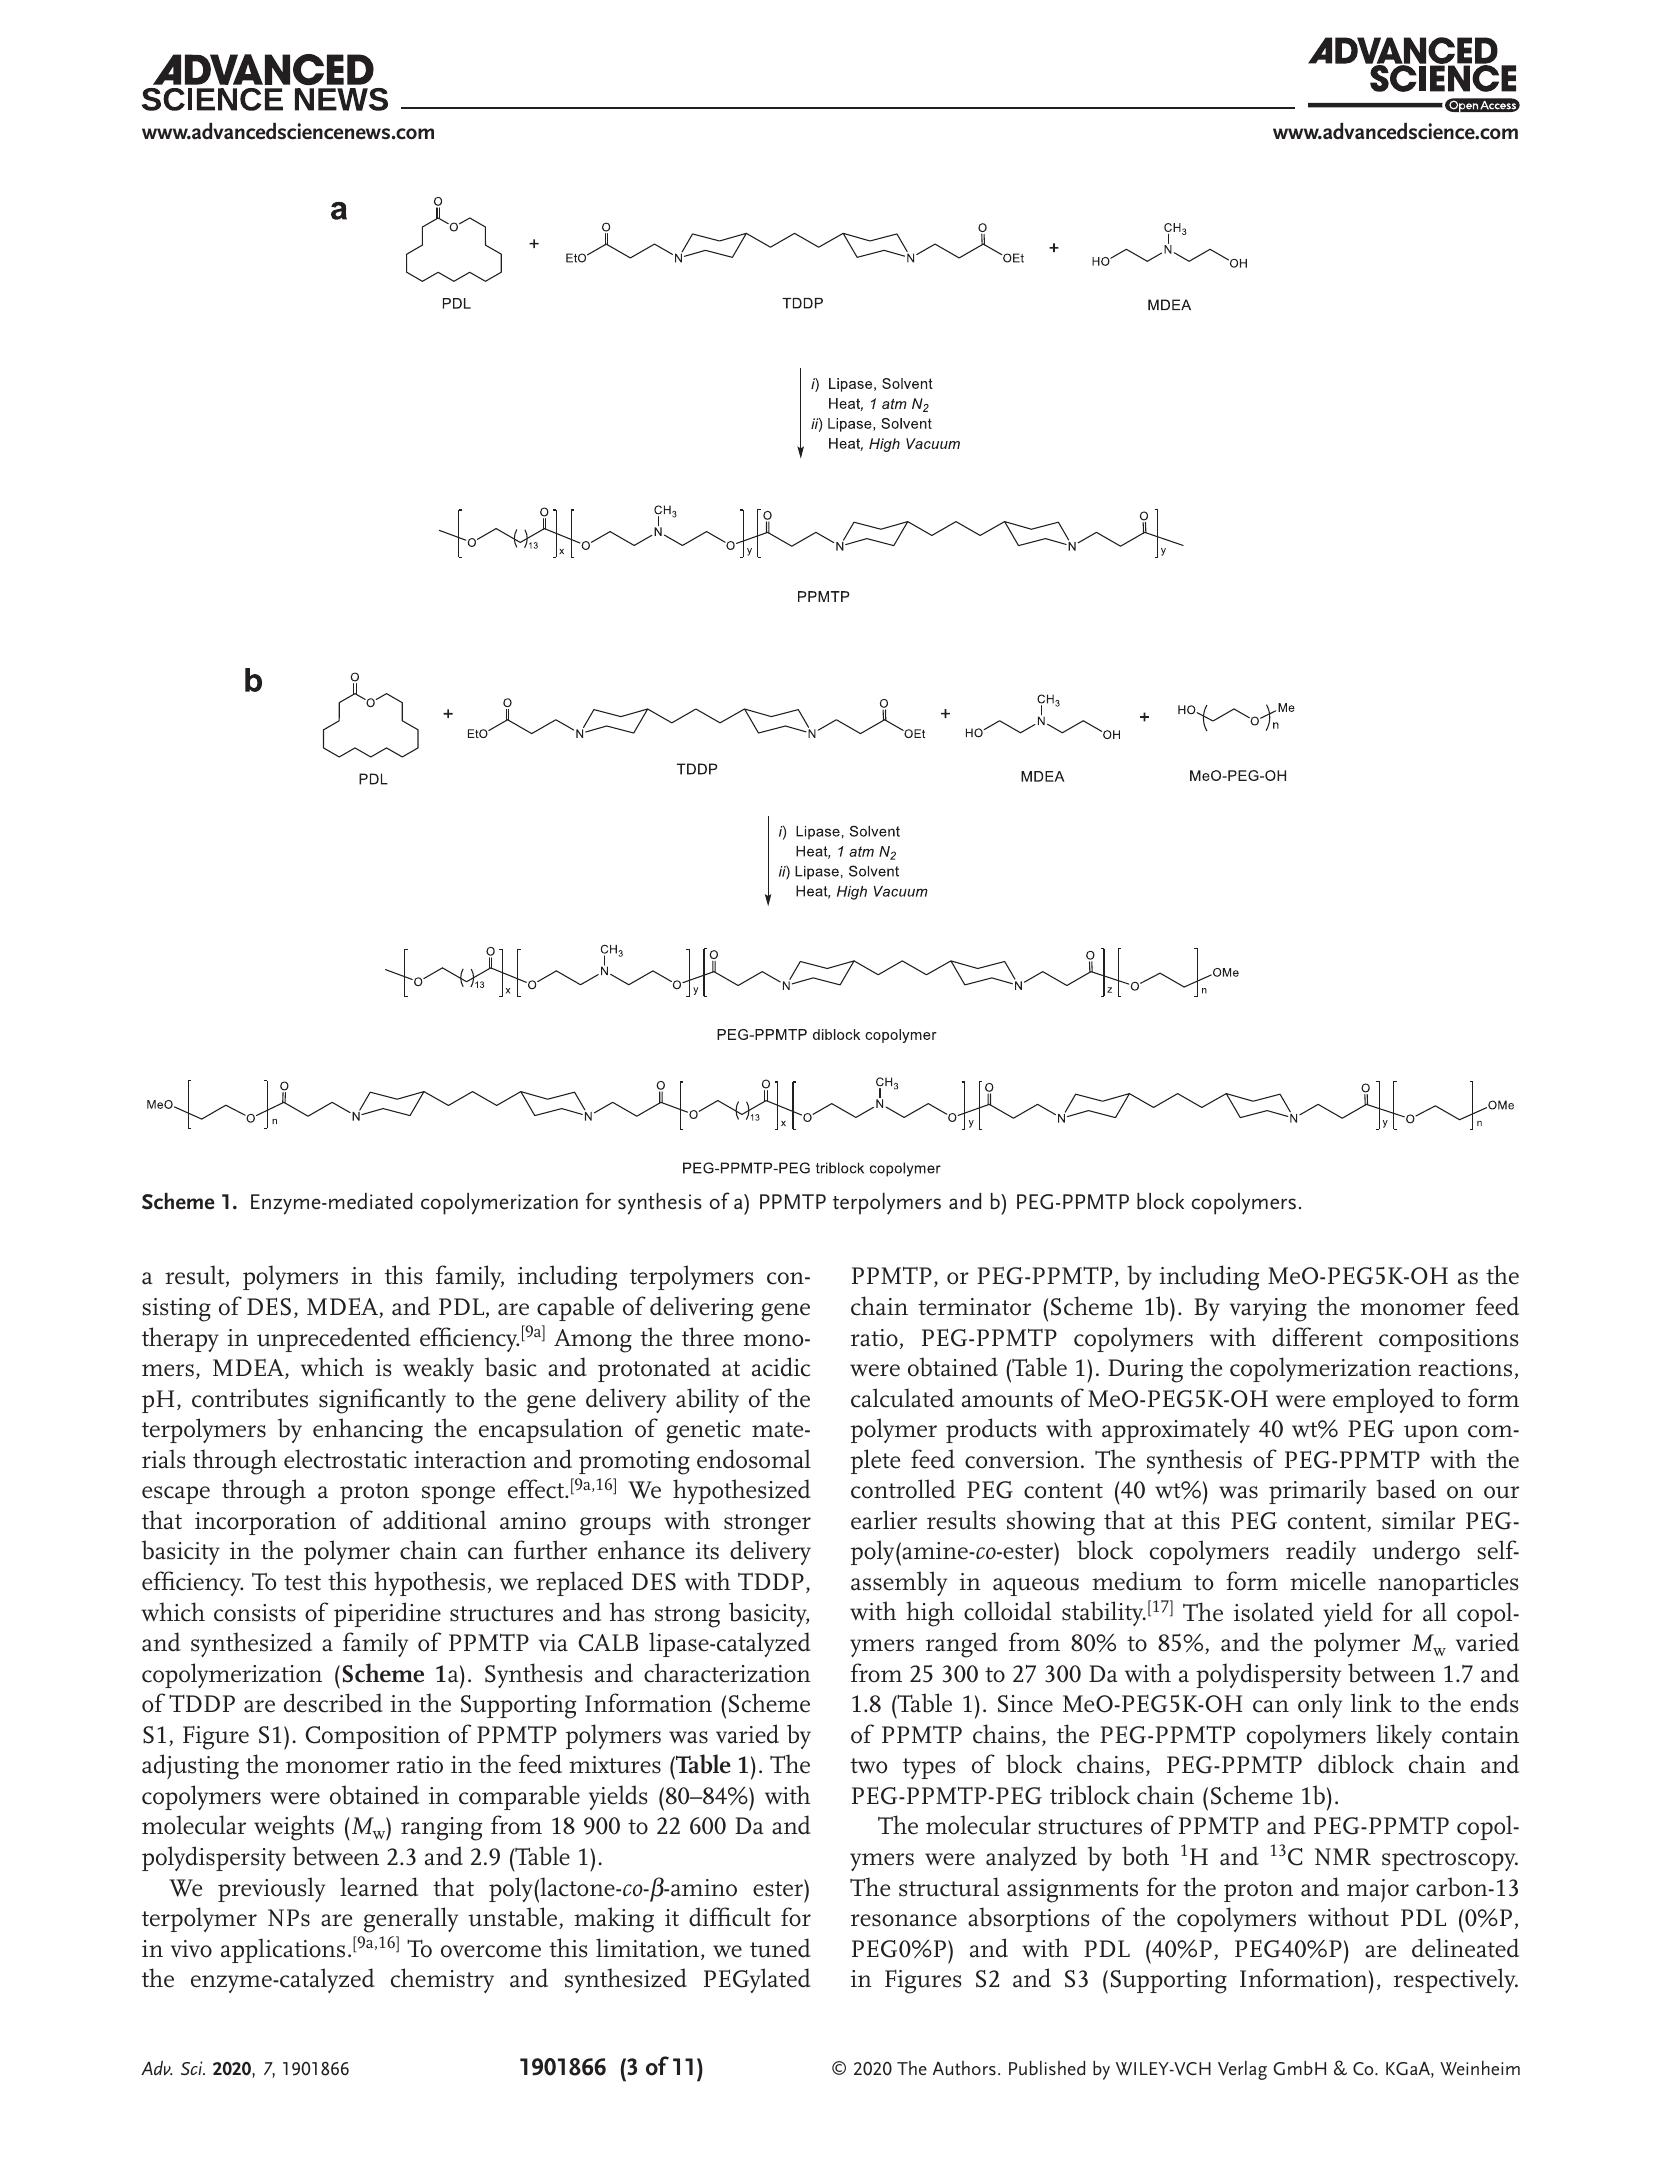 ADVANCED
SCIENCE NEWS
www.advancedsciencenews.com
ADVANCED
SCIENCE
Open Access
www.advancedscience.com
a
O
O
+
EtO
O
N
N
O
OEt
+
HO
CH3
N
OH
PDL
TDDP
MDEA
i) Lipase, Solvent
Heat, 1 atm N2
ii) Lipase, Solvent
Heat, High Vacuum
O
13
O
x
O
CH3
N
O
y
O
N
N
O
y
PPMTP
b
O
O
+
EtO
O
N
N
O
OEt
+
HO
CH3
N
OH
+
HO
O
n
Me
PDL
TDDP
MDEA
MeO-PEG-OH
i) Lipase, Solvent
Heat, 1 atm N2
ii) Lipase, Solvent
Heat, High Vacuum
O
13
O
x
O
CH3
N
O
y
O
N
N
O
z
O
n
OMe
PEG-PPMTP diblock copolymer
MeO
O
n
O
N
N
O
O
13
O
x
O
CH3
N
O
y
O
N
N
O
y
O
n
OMe
PEG-PPMTP-PEG triblock copolymer
Scheme 1. Enzyme-mediated copolymerization for synthesis of a) PPMTP terpolymers and b) PEG-PPMTP block copolymers.
a result, polymers in this family, including terpolymers con-
sisting of DES, MDEA, and PDL, are capable of delivering gene
therapy in unprecedented efficiency.[9a] Among the three mono-
mers, MDEA, which is weakly basic and protonated at acidic
pH, contributes significantly to the gene delivery ability of the
terpolymers by enhancing the encapsulation of genetic mate-
rials through electrostatic interaction and promoting endosomal
escape through a proton sponge effect.[9a,16] We hypothesized
that incorporation of additional amino groups with stronger
basicity in the polymer chain can further enhance its delivery
efficiency. To test this hypothesis, we replaced DES with TDDP,
which consists of piperidine structures and has strong basicity,
and synthesized a family of PPMTP via CALB lipase-catalyzed
copolymerization (Scheme 1a). Synthesis and characterization
of TDDP are described in the Supporting Information (Scheme
S1, Figure S1). Composition of PPMTP polymers was varied by
adjusting the monomer ratio in the feed mixtures (Table 1). The
copolymers were obtained in comparable yields (80–84%) with
molecular weights (Mw) ranging from 18 900 to 22 600 Da and
polydispersity between 2.3 and 2.9 (Table 1).
We previously learned that poly(lactone-co-β-amino ester)
terpolymer NPs are generally unstable, making it difficult for
in vivo applications.[9a,16] To overcome this limitation, we tuned
the enzyme-catalyzed chemistry and synthesized PEGylated
PPMTP, or PEG-PPMTP, by including MeO-PEG5K-OH as the
chain terminator (Scheme 1b). By varying the monomer feed
ratio, PEG-PPMTP copolymers with different compositions
were obtained (Table 1). During the copolymerization reactions,
calculated amounts of MeO-PEG5K-OH were employed to form
polymer products with approximately 40 wt% PEG upon com-
plete feed conversion. The synthesis of PEG-PPMTP with the
controlled PEG content (40 wt%) was primarily based on our
earlier results showing that at this PEG content, similar PEG-
poly(amine-co-ester) block copolymers readily undergo self-
assembly in aqueous medium to form micelle nanoparticles
with high colloidal stability.[17] The isolated yield for all copol-
ymers ranged from 80% to 85%, and the polymer Mw varied
from 25 300 to 27 300 Da with a polydispersity between 1.7 and
1.8 (Table 1). Since MeO-PEG5K-OH can only link to the ends
of PPMTP chains, the PEG-PPMTP copolymers likely contain
two types of block chains, PEG-PPMTP diblock chain and
PEG-PPMTP-PEG triblock chain (Scheme 1b).
The molecular structures of PPMTP and PEG-PPMTP copol-
ymers were analyzed by both 1H and 13C NMR spectroscopy.
The structural assignments for the proton and major carbon-13
resonance absorptions of the copolymers without PDL (0%P,
PEG0%P) and with PDL (40%P, PEG40%P) are delineated
in Figures S2 and S3 (Supporting Information), respectively.
Adv. Sci. 2020, 7, 1901866
1901866 (3 of 11)
© 2020 The Authors. Published by WILEY-VCH Verlag GmbH & Co. KGaA, Weinheim